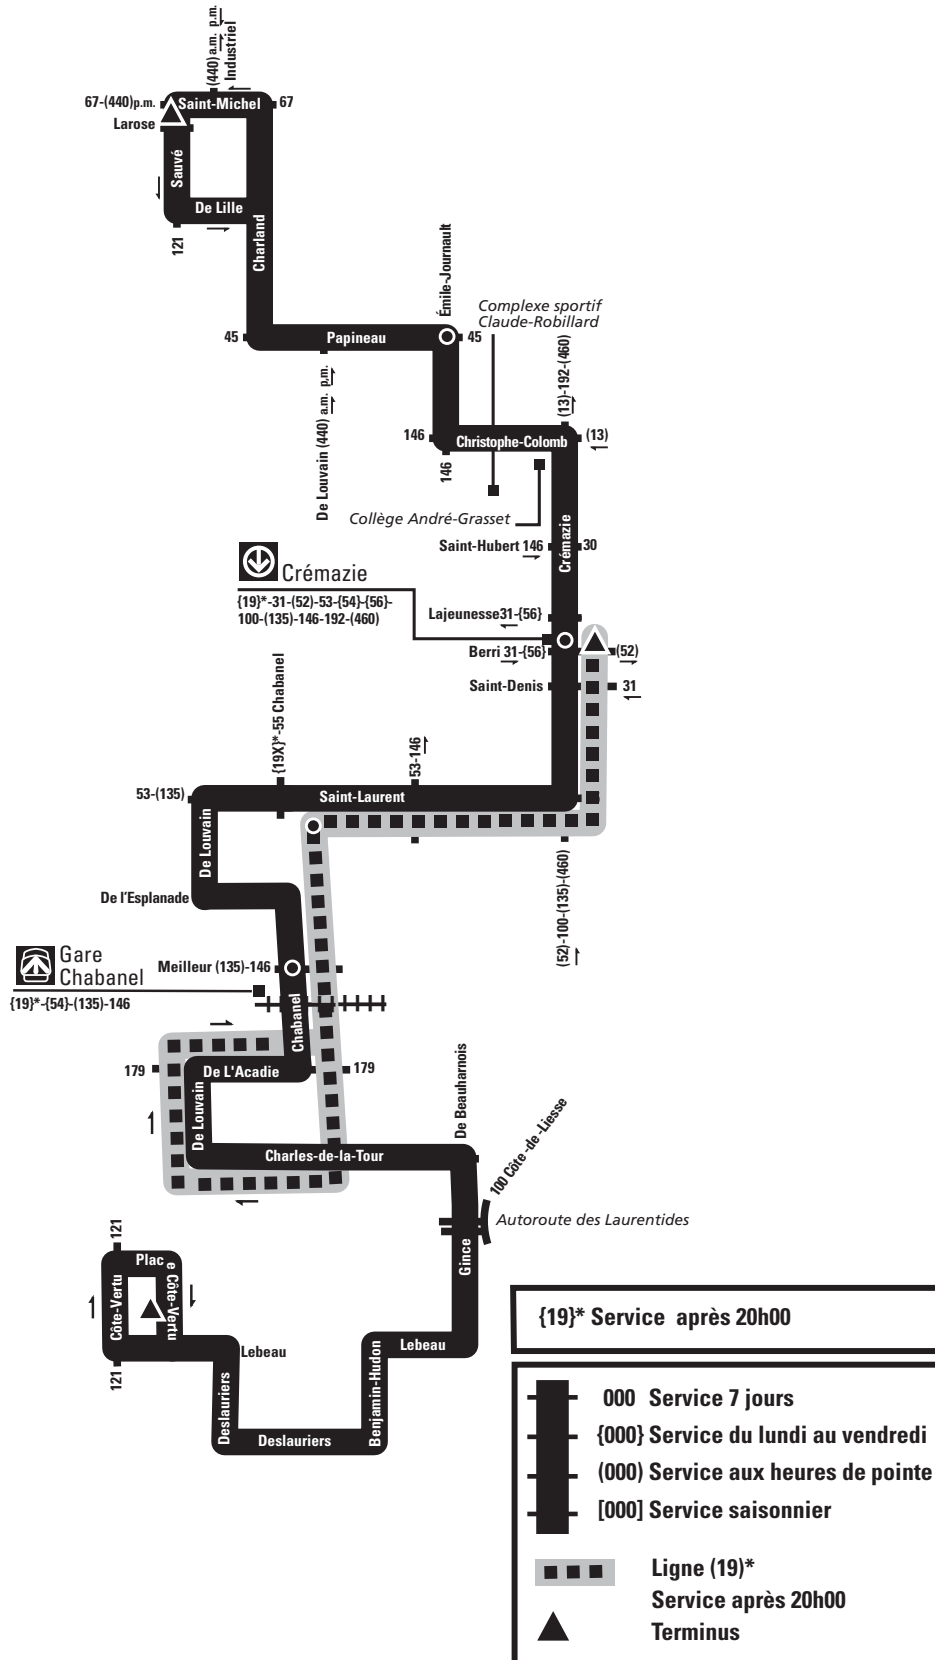 (440) a.m. p.m.
Industriel
67-(440)p.m.
Saint-Michel
67
Larose
Sauvé
De Lille
121
Charland
Émile-Journault
Complexe sportif
Claude-Robillard
45
Papineau
45
De Louvain (440) a.m. p.m.
(13)-192-(460)
146
Christophe-Colomb
(13)
146
Collège André-Grasset
Crémazie
Saint-Hubert 146
30
Crémazie
{19}*-31-(52)-53-{54}-{56}-
100-(135)-146-192-(460)
Lajeunesse31-{56}
Berri 31-{56}
(52)
Saint-Denis
31
{19X}*-55 Chabanel
53-146
53-(135)
Saint-Laurent
De Louvain
De l'Esplanade
(52)-100-(135)-(460)
Gare
Chabanel
Meilleur (135)-146
{19}*-{54}-(135)-146
Chabanel
179
De L'Acadie
179
De Louvain
De Beauharnois
Charles-de-la-Tour
100 Côte-de-Liesse
Autoroute des Laurentides
Gince
121
Plac
e Côte-Vertu
Côte-Vertu
121
Lebeau
Lebeau
Deslauriers
Deslauriers
Benjamin-Hudon
{19}* Service après 20h00
000 Service 7 jours
{000} Service du lundi au vendredi
(000) Service aux heures de pointe
[000] Service saisonnier
Ligne (19)*
Service après 20h00
Terminus